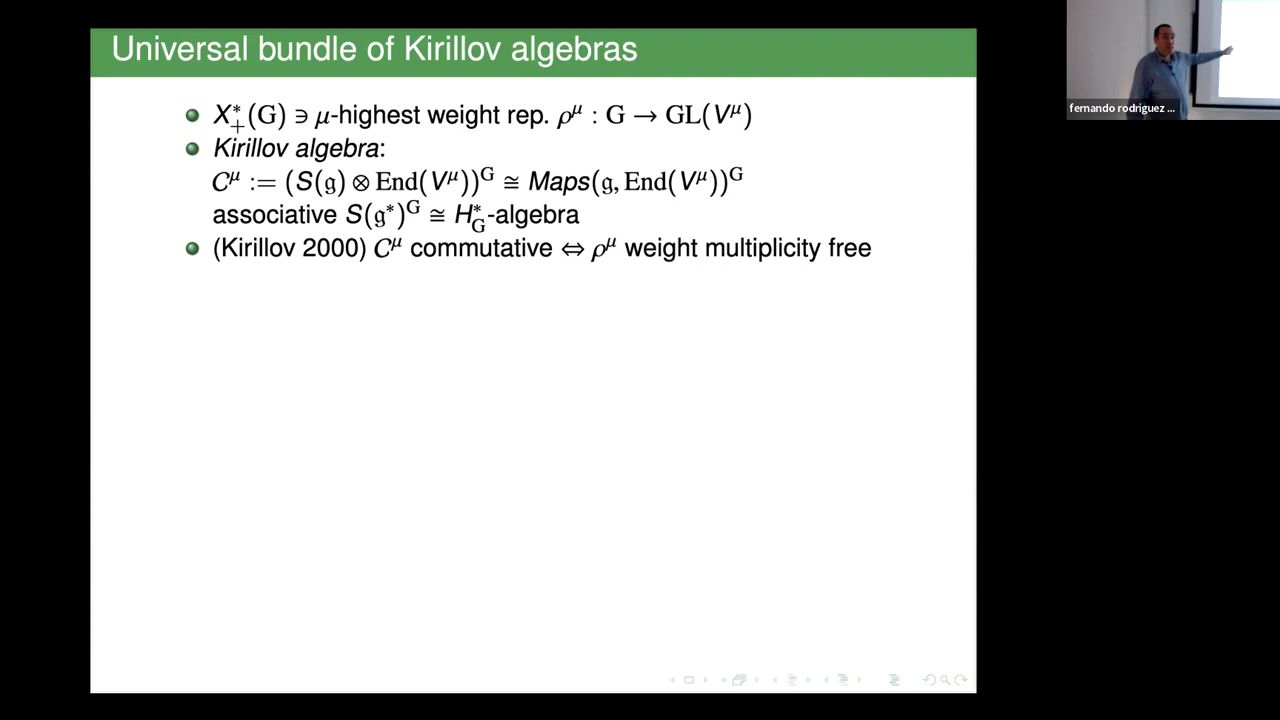 Universal bundle of Kirillov algebras
X*₊(G) ∋ μ-highest weight rep. ρ^μ : G → GL(V^μ)
Kirillov algebra:
C^μ := (S(𝔤) ⊗ End(V^μ))^G ≅ Maps(𝔤, End(V^μ))^G
associative S(𝔤*)^G ≅ H*_G-algebra
(Kirillov 2000) C^μ commutative ⇔ ρ^μ weight multiplicity free
fernando rodriguez ...